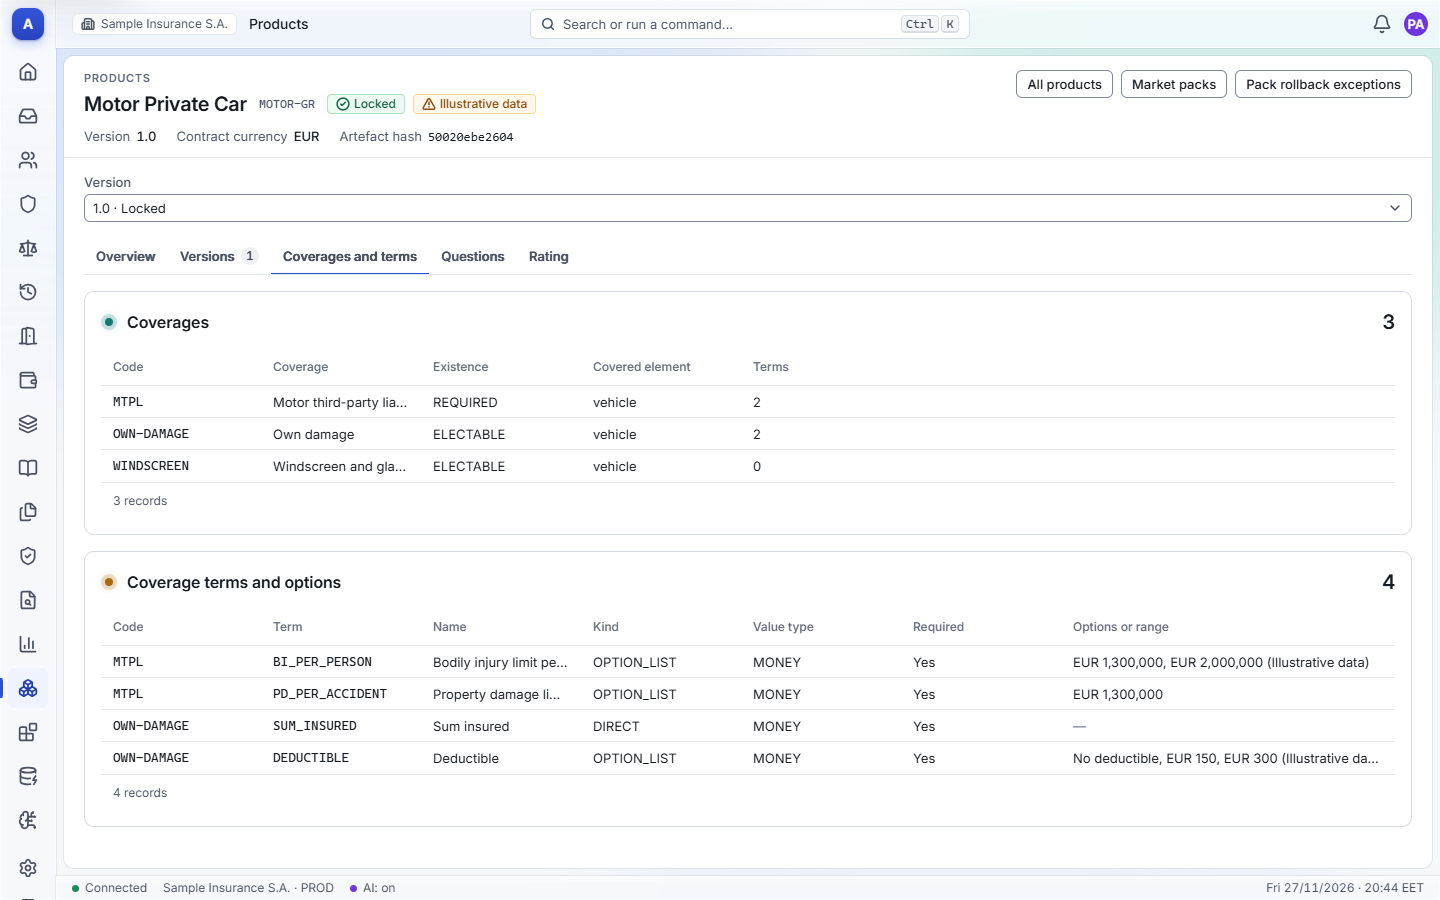 A
Sample Insurance S.A.
Products
Search or run a command...
Ctrl K
PA
PRODUCTS
Motor Private Car MOTOR-GR Locked Illustrative data
All products
Market packs
Pack rollback exceptions
Version 1.0 Contract currency EUR Artefact hash 50020ebe2604
Version
1.0 · Locked
Overview Versions 1 Coverages and terms Questions Rating
Coverages 3
Code Coverage Existence Covered element Terms
MTPL Motor third-party lia... REQUIRED vehicle 2
OWN-DAMAGE Own damage ELECTABLE vehicle 2
WINDSCREEN Windscreen and gla... ELECTABLE vehicle 0
3 records
Coverage terms and options 4
Code Term Name Kind Value type Required Options or range
MTPL BI_PER_PERSON Bodily injury limit pe... OPTION_LIST MONEY Yes EUR 1,300,000, EUR 2,000,000 (Illustrative data)
MTPL PD_PER_ACCIDENT Property damage li... OPTION_LIST MONEY Yes EUR 1,300,000
OWN-DAMAGE SUM_INSURED Sum insured DIRECT MONEY Yes —
OWN-DAMAGE DEDUCTIBLE Deductible OPTION_LIST MONEY Yes No deductible, EUR 150, EUR 300 (Illustrative da...
4 records
Connected Sample Insurance S.A. · PROD AI: on Fri 27/11/2026 · 20:44 EET